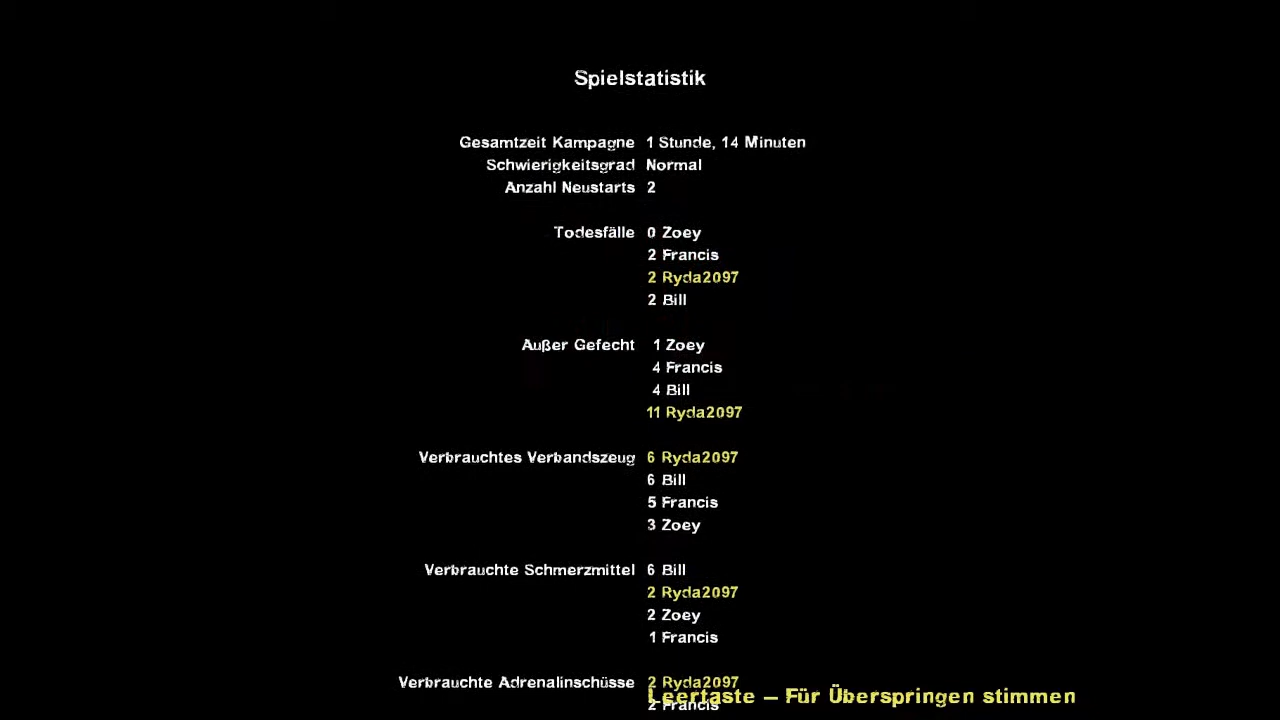 Spielstatistik
Gesamtzeit Kampagne 1 Stunde, 14 Minuten
Schwierigkeitsgrad Normal
Anzahl Neustarts 2
Todesfälle 0 Zoey
2 Francis
2 Ryda2097
2 Bill
Außer Gefecht 1 Zoey
4 Francis
4 Bill
11 Ryda2097
Verbrauchtes Verbandszeug 6 Ryda2097
6 Bill
5 Francis
3 Zoey
Verbrauchte Schmerzmittel 6 Bill
2 Ryda2097
2 Zoey
1 Francis
Verbrauchte Adrenalinschüsse 2 Ryda2097
2 Francis
Leertaste – Für Überspringen stimmen